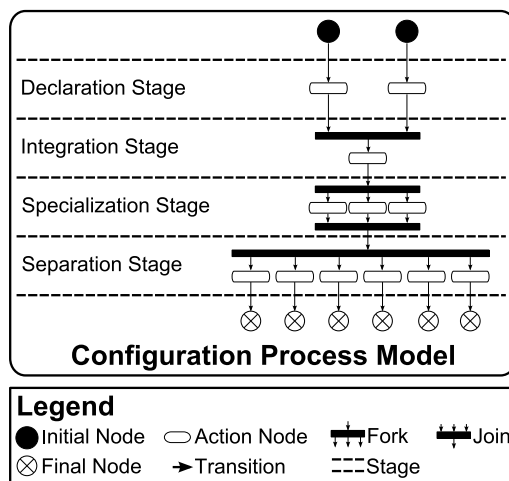 Declaration Stage
Integration Stage
Specialization Stage
Separation Stage
Configuration Process Model
Legend
Initial Node Action Node Fork Join
Final Node Transition Stage